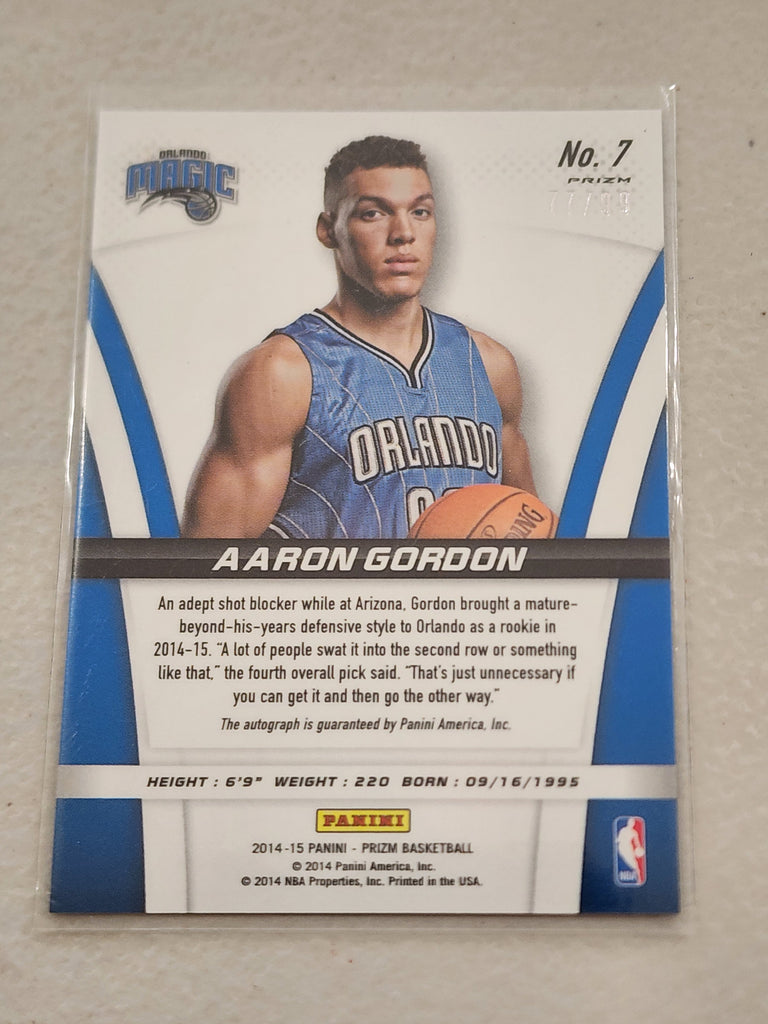 ORLANDO
MAGIC
No. 7
PRIZM
77/99
ORLANDO
AARON GORDON
An adept shot blocker while at Arizona, Gordon brought a mature-
beyond-his-years defensive style to Orlando as a rookie in
2014-15. "A lot of people swat it into the second row or something
like that," the fourth overall pick said. "That's just unnecessary if
you can get it and then go the other way."
The autograph is guaranteed by Panini America, Inc.
HEIGHT : 6'9" WEIGHT : 220 BORN : 09/16/1995
PANINI
2014-15 PANINI - PRIZM BASKETBALL
© 2014 Panini America, Inc.
© 2014 NBA Properties, Inc. Printed in the USA.
NBA